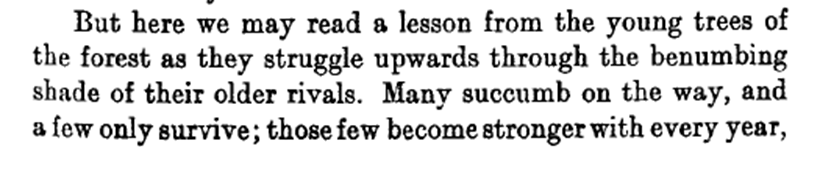 But here we may read a lesson from the young trees of
the forest as they struggle upwards through the benumbing
shade of their older rivals. Many succumb on the way, and
a few only survive; those few become stronger with every year,